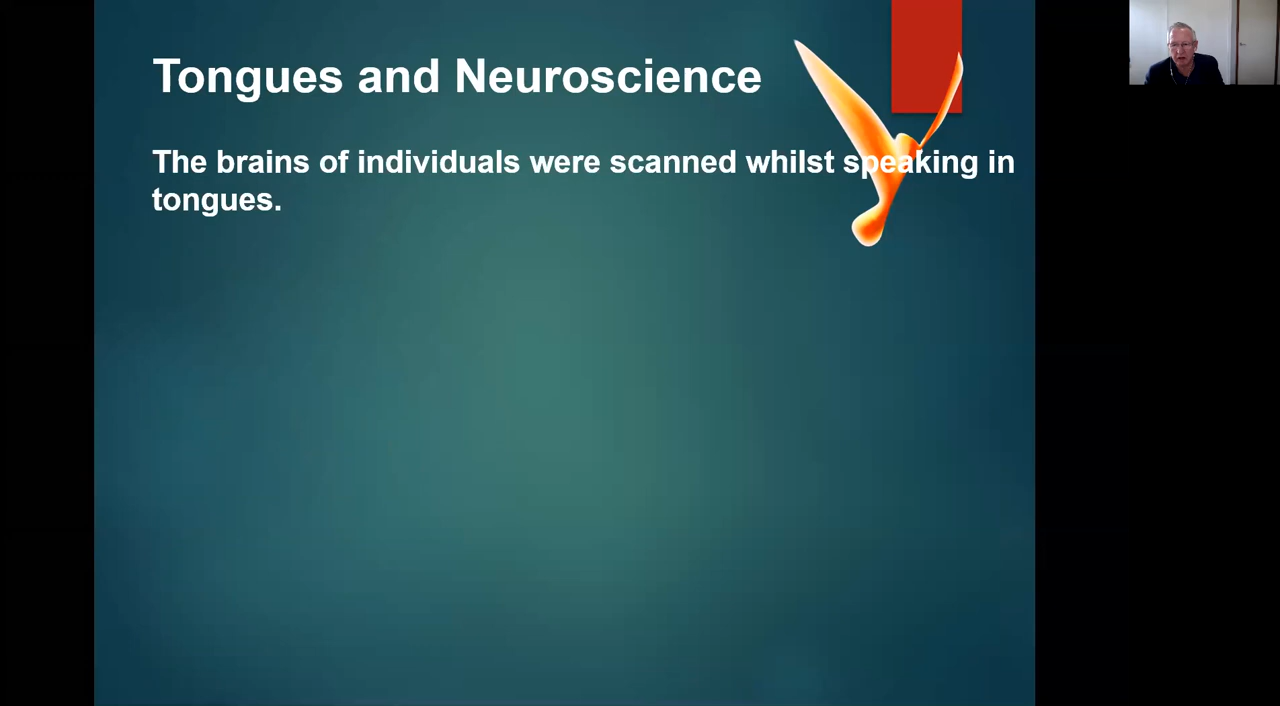 Tongues and Neuroscience
The brains of individuals were scanned whilst speaking in
tongues.